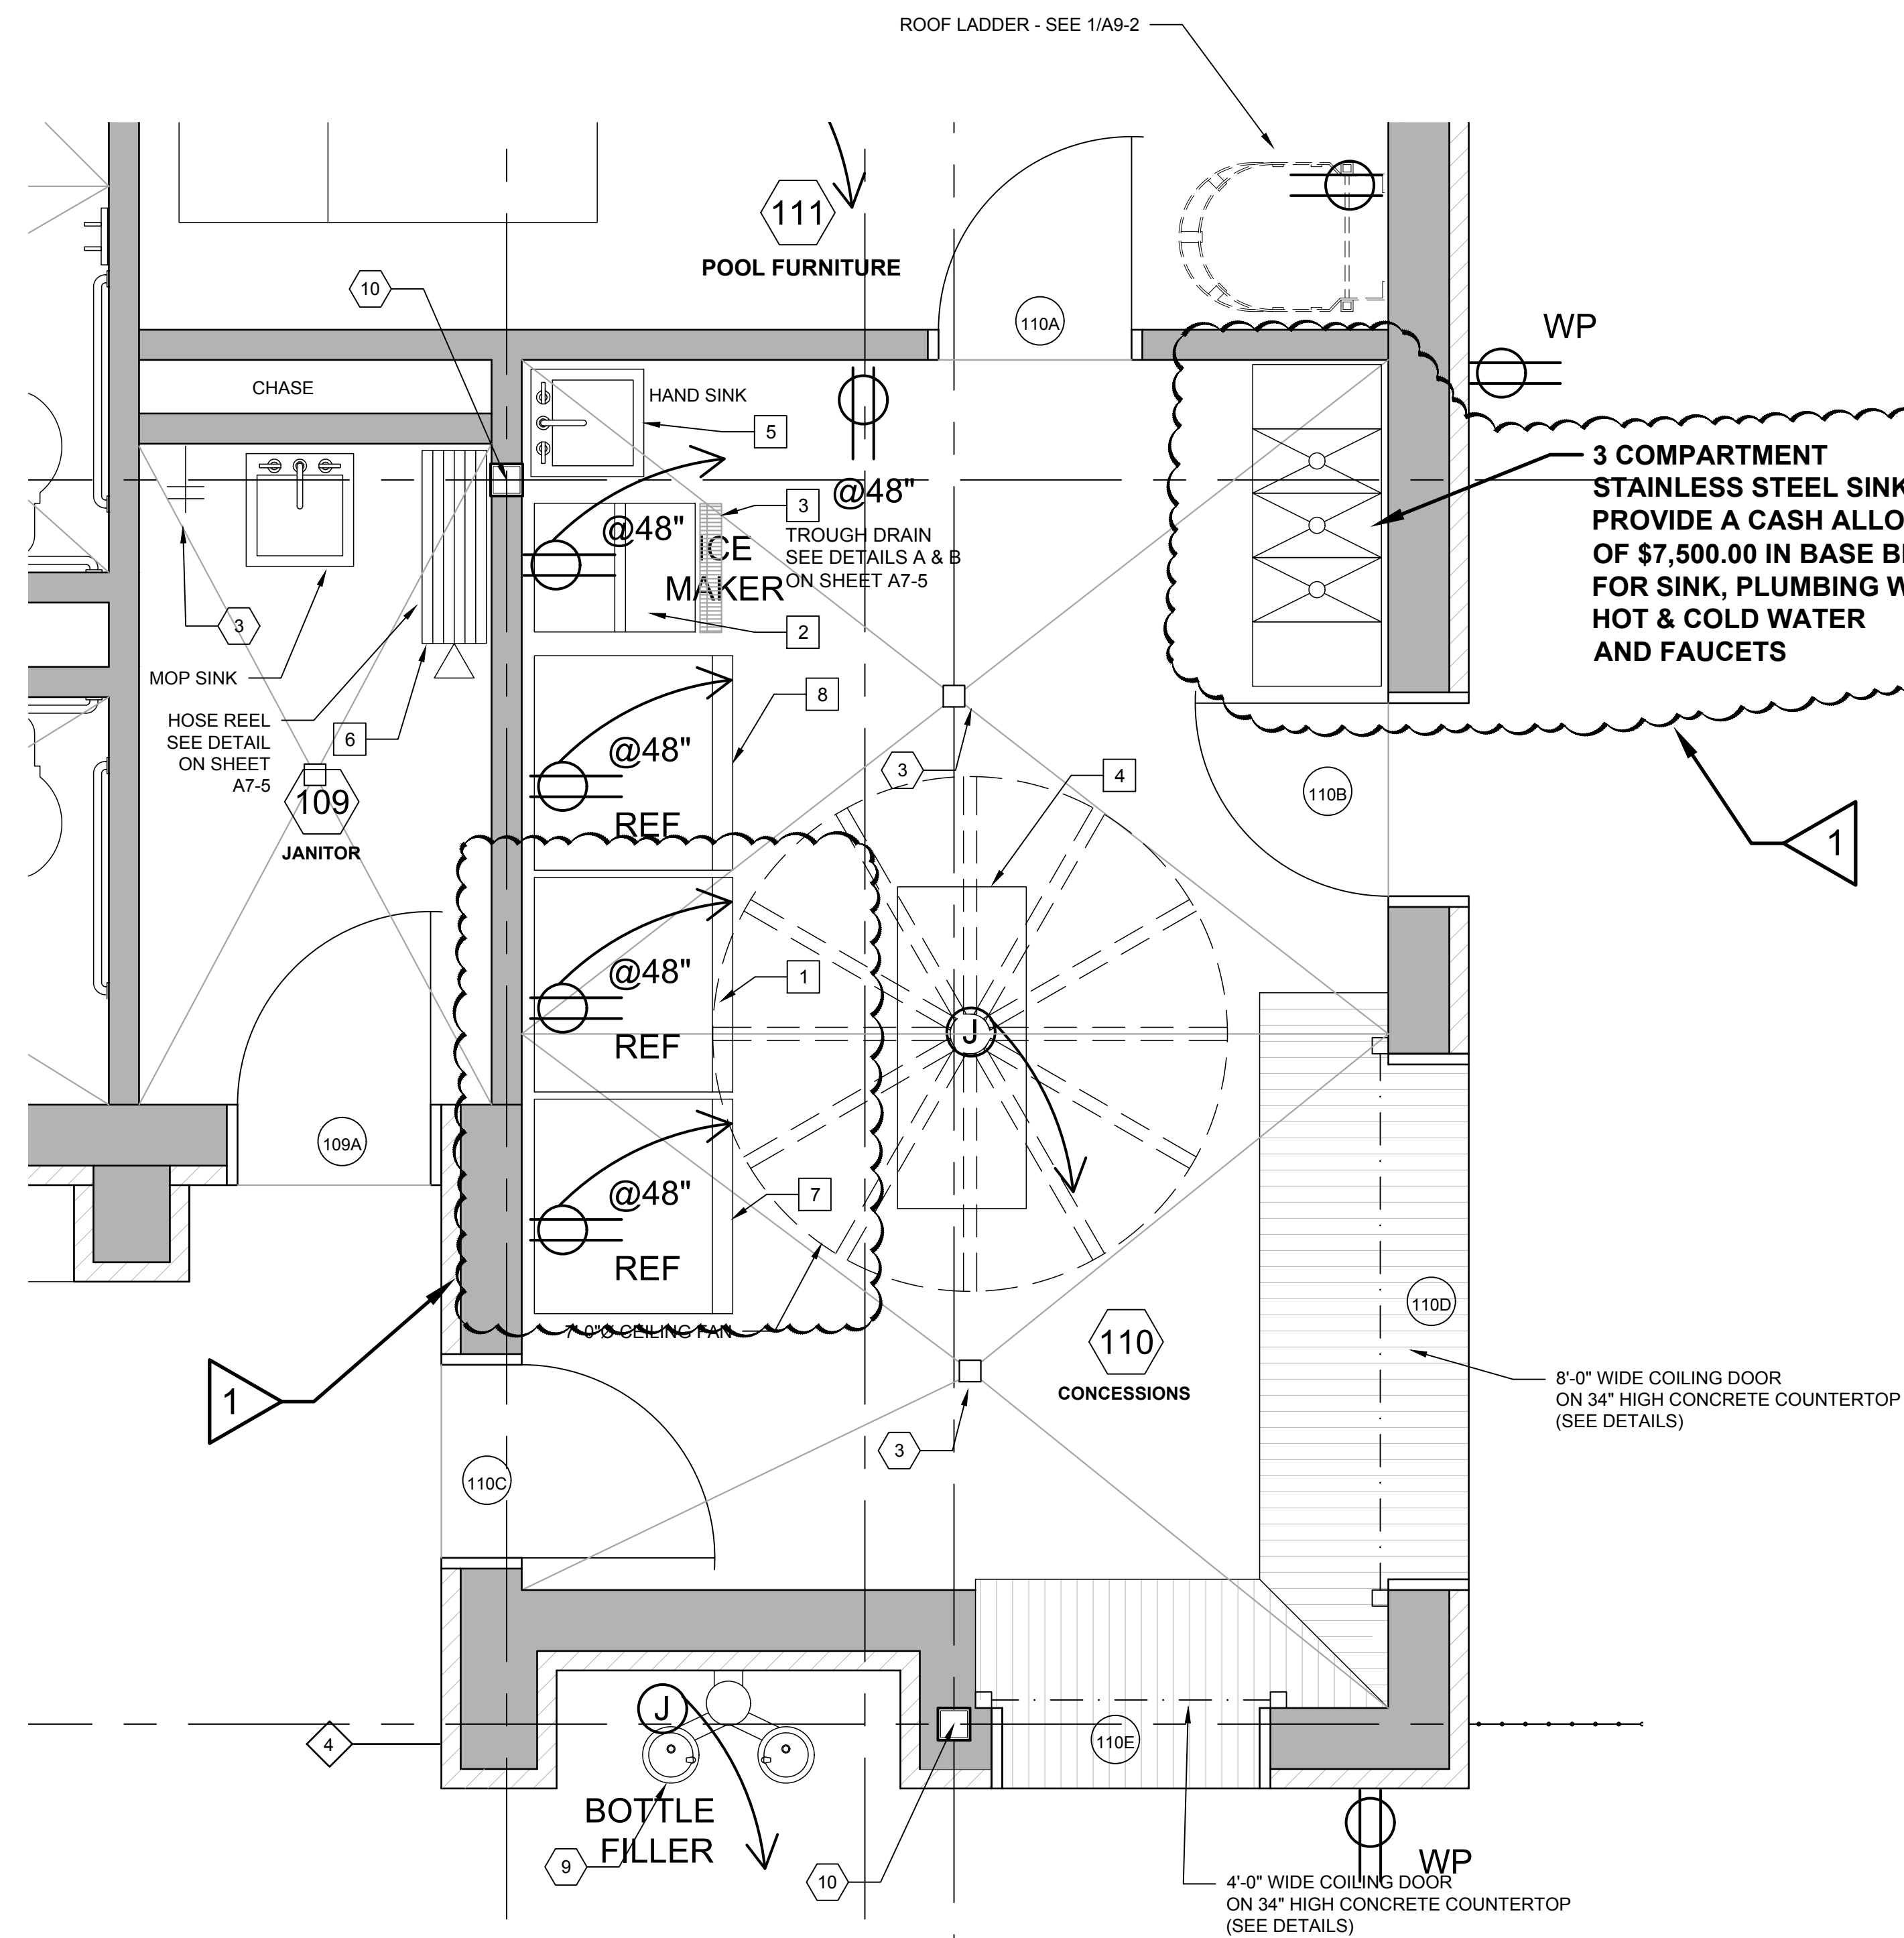 ROOF LADDER - SEE 1/A9-2
111
POOL FURNITURE
10
110A
WP
CHASE
HAND SINK
5
3 COMPARTMENT
STAINLESS STEEL SINK
PROVIDE A CASH
OF $7,500.00 IN BASE
FOR SINK, PLUMBING
HOT & COLD WATER
AND FAUCETS
@48"
3
@48"
ICE
MAKER
TROUGH DRAIN
SEE DETAILS A & B
ON SHEET A7-5
2
3
MOP SINK
HOSE REEL
SEE DETAIL
ON SHEET
A7-5
6
109
JANITOR
8
@48"
REF
3
4
110B
1
1
@48"
REF
J
109A
7
@48"
REF
7'-0"Ø CEILING FAN
110D
110
CONCESSIONS
8'-0" WIDE COILING DOOR
ON 34" HIGH CONCRETE COUNTERTOP
(SEE DETAILS)
1
3
110C
J
4
110E
BOTTLE
FILLER
9
10
WP
4'-0" WIDE COILING DOOR
ON 34" HIGH CONCRETE COUNTERTOP
(SEE DETAILS)